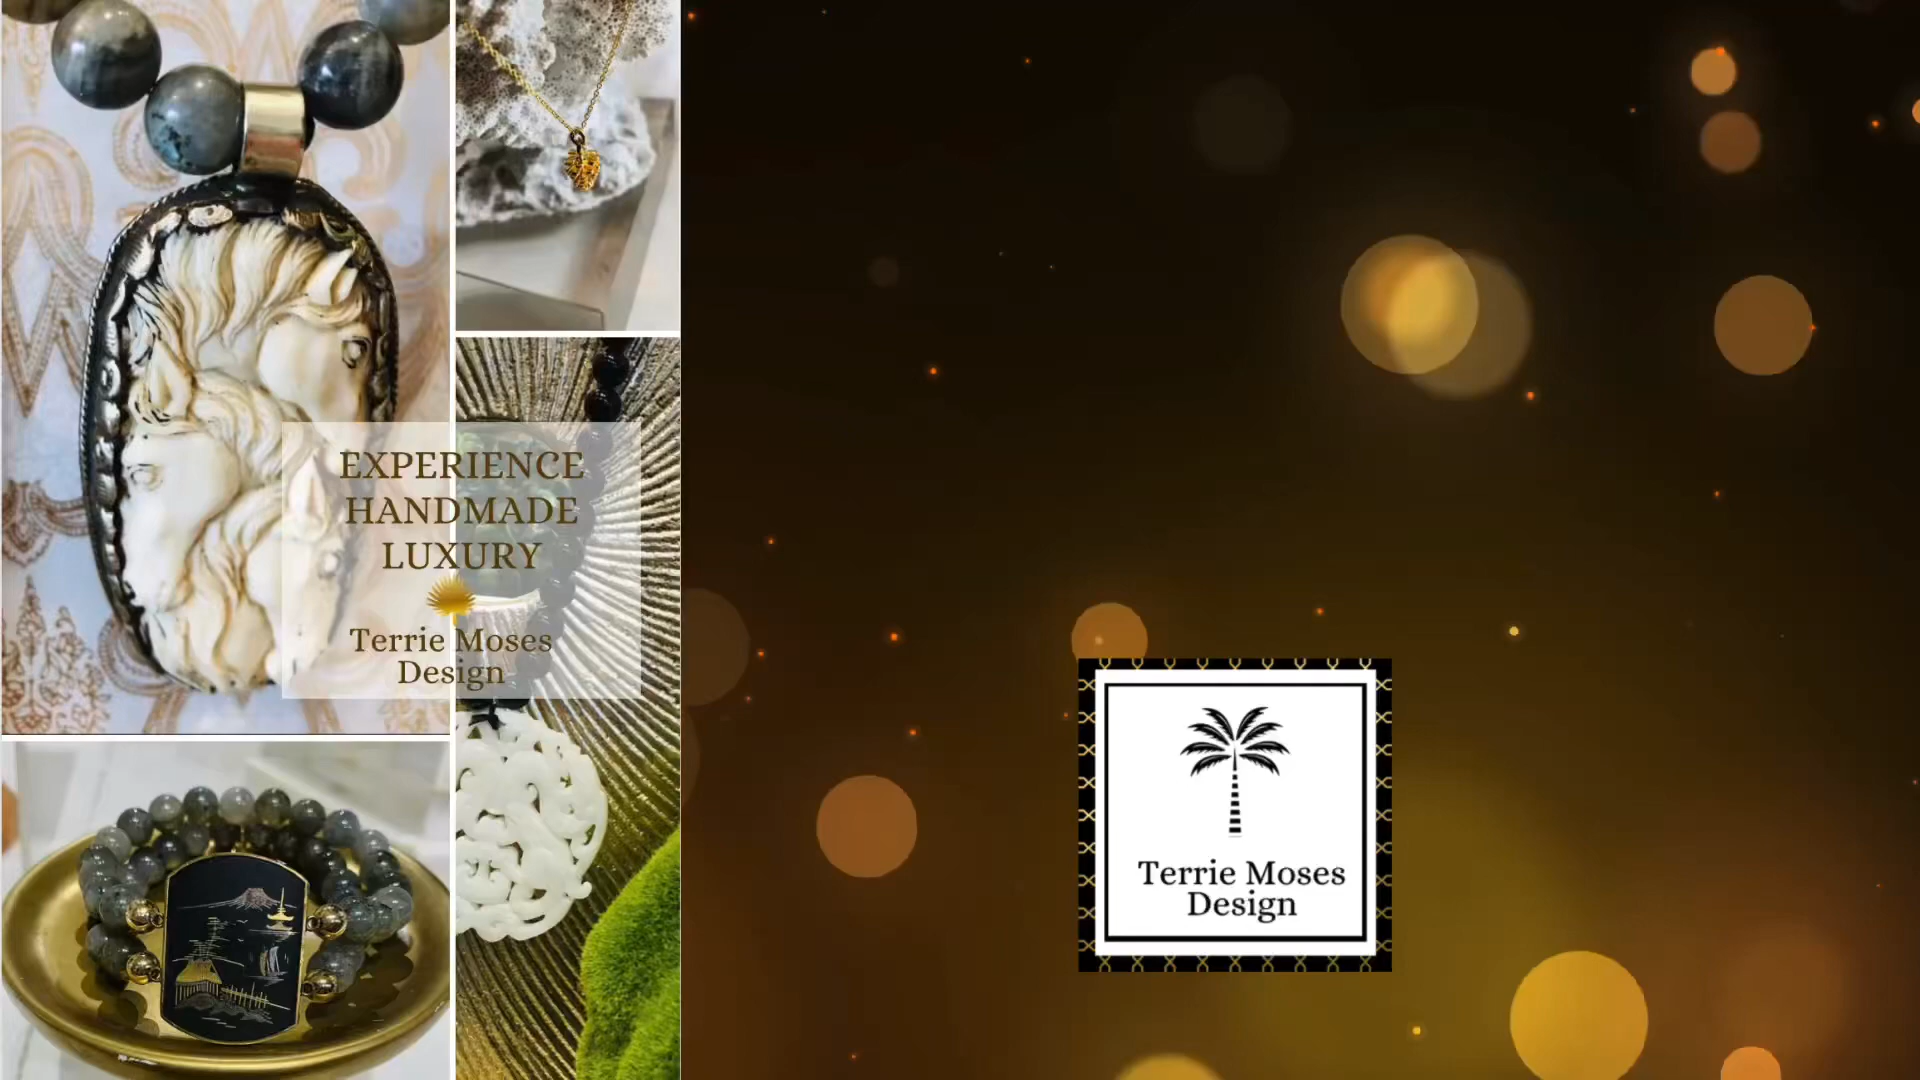 EXPERIENCE
HANDMADE
LUXURY
Terrie Moses
Design
Terrie Moses
Design